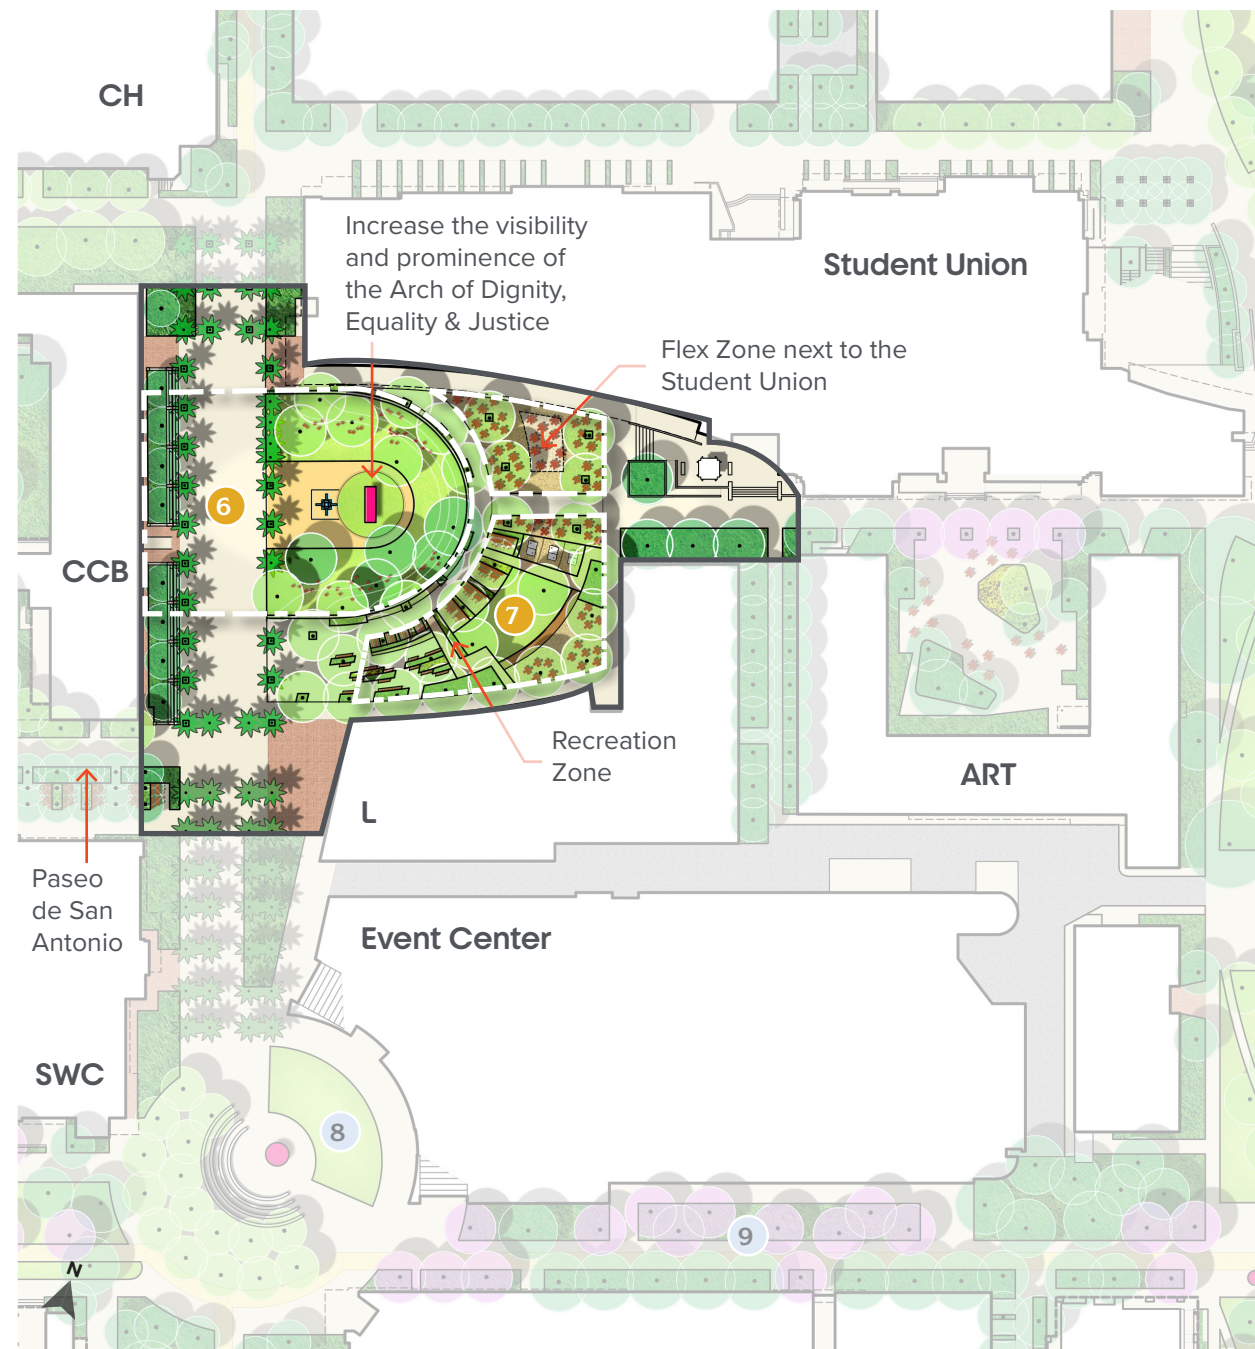 CH
Increase the visibility
and prominence of
the Arch of Dignity,
Equality & Justice
Student Union
Flex Zone next to the
Student Union
6
CCB
7
Recreation
Zone
ART
L
Paseo
de San
Antonio
Event Center
SWC
8
9
N